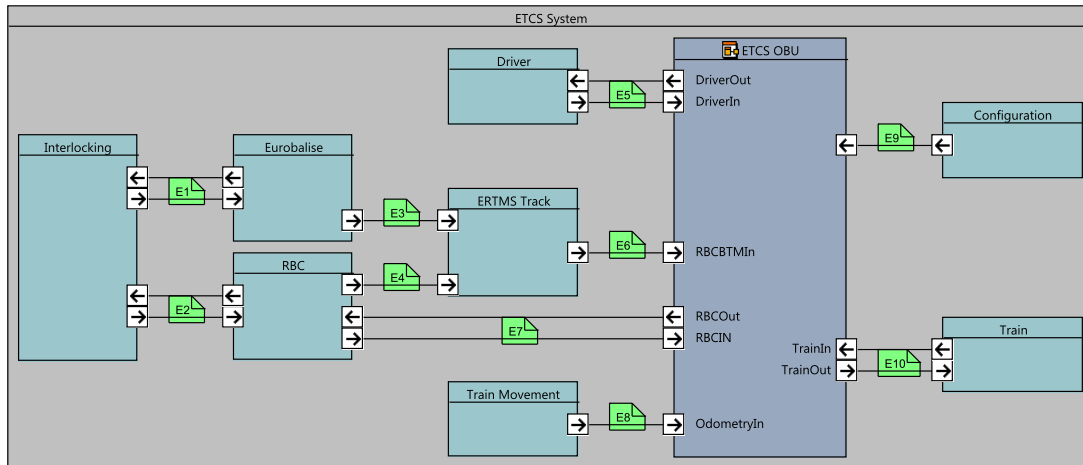 ETCS System
Driver
ETCS OBU
DriverOut
DriverIn
E5
Configuration
E9
Interlocking
Eurobalise
E1
E3
ERTMS Track
E6
RBCBTMIn
RBC
E4
E2
RBCOut
RBCIN
E7
Train
TrainIn
TrainOut
E10
Train Movement
E8
OdometryIn